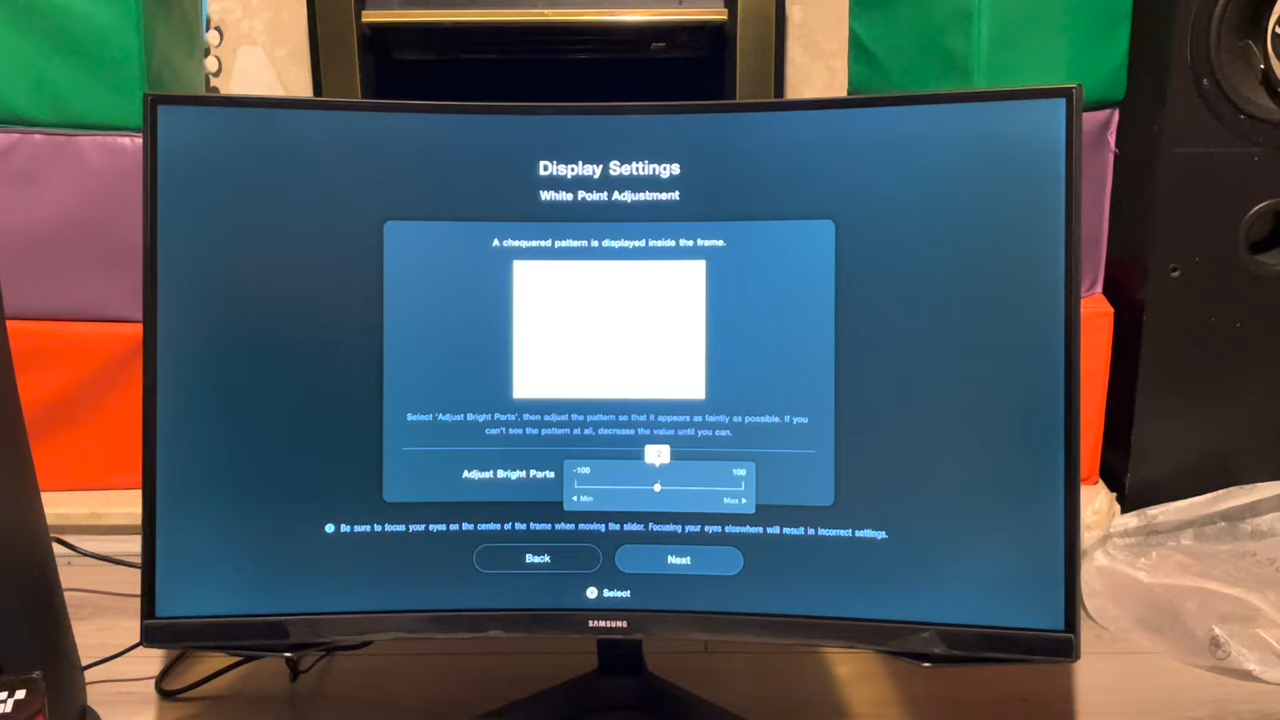 Display Settings
White Point Adjustment
A chequered pattern is displayed inside the frame.
Select 'Adjust Bright Parts', then adjust the pattern so that it appears as faintly as possible. If you
can't see the pattern at all, decrease the value until you can.
Adjust Bright Parts
-100
100
Min
Max
Be sure to focus your eyes on the centre of the frame when moving the slider. Focusing your eyes elsewhere will result in incorrect settings.
Back
Next
Select
SAMSUNG